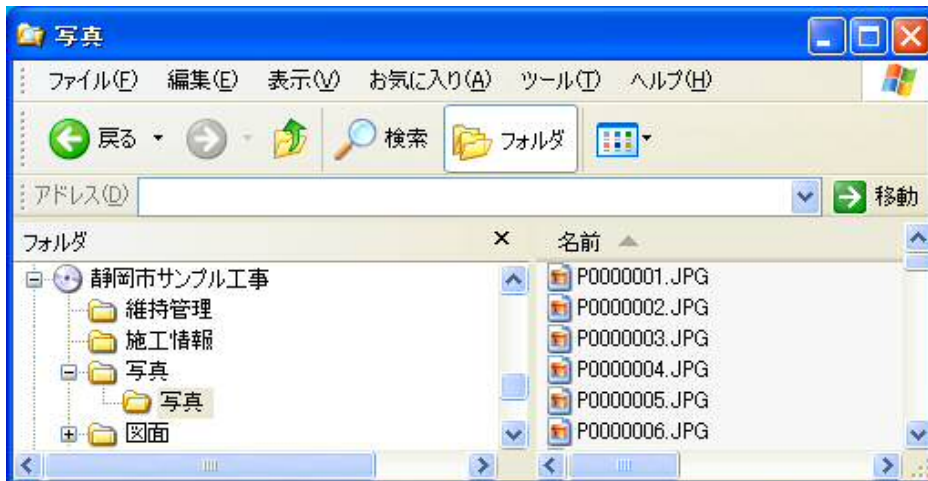 写真
ファイル(F) 編集(E) 表示(V) お気に入り(A) ツール(T) ヘルプ(H)
戻る 検索 フォルダ
アドレス(D) 移動
フォルダ
静岡市サンプル工事
維持管理
施工情報
写真
写真
図面
名前
P0000001.JPG
P0000002.JPG
P0000003.JPG
P0000004.JPG
P0000005.JPG
P0000006.JPG